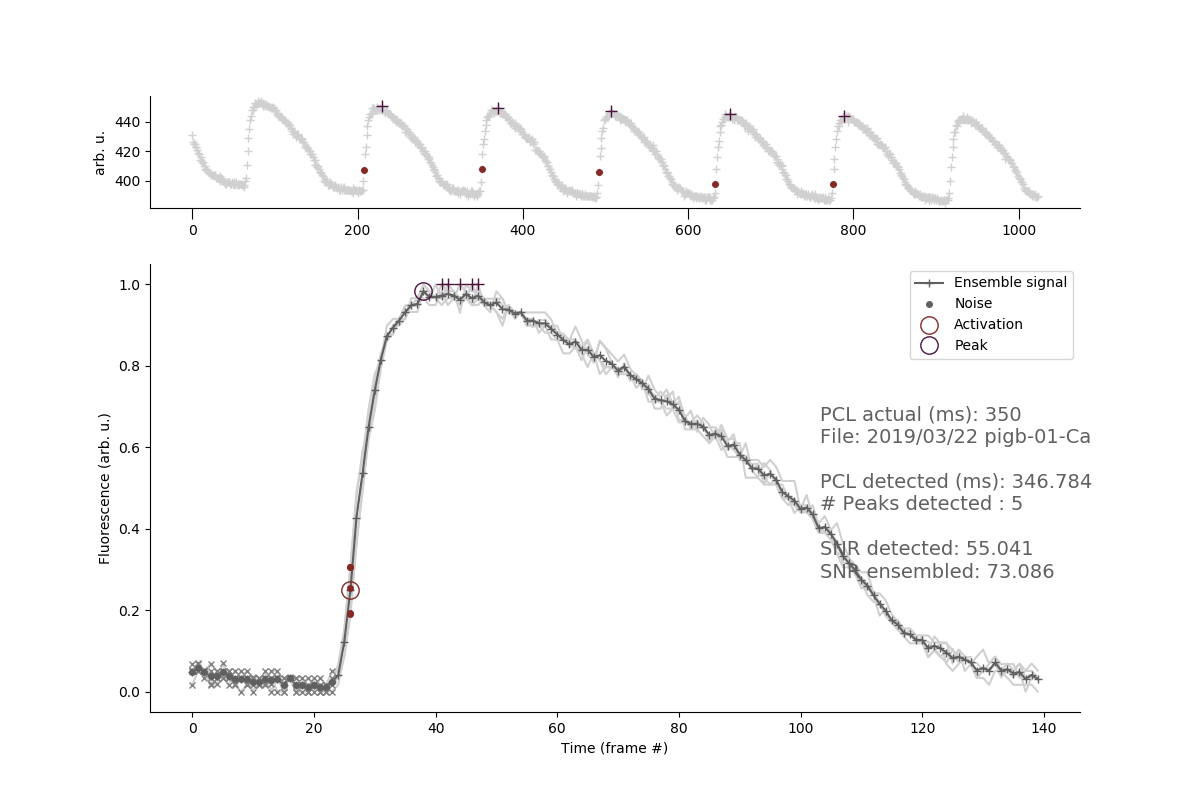 440
420
400
arb. u.
0
200
400
600
800
1000
1.0
0.8
0.6
0.4
0.2
0.0
Fluorescence (arb. u.)
Ensemble signal
Noise
Activation
Peak
PCL actual (ms): 350
File: 2019/03/22 pigb-01-Ca
PCL detected (ms): 346.784
# Peaks detected : 5
SNR detected: 55.041
SNR ensembled: 73.086
0
20
40
60
80
100
120
140
Time (frame #)